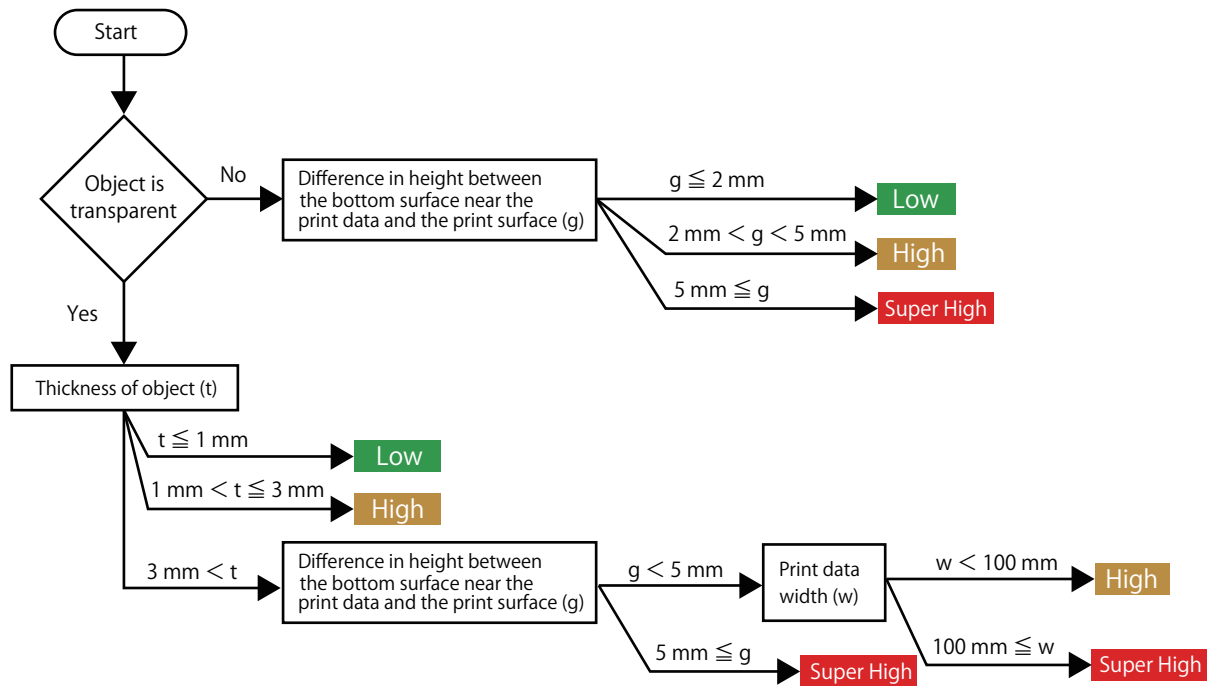 Start
Object is
transparent
No
Difference in height between
the bottom surface near the
print data and the print surface (g)
g ≦ 2 mm
Low
2 mm < g < 5 mm
High
5 mm ≦ g
Super High
Yes
Thickness of object (t)
t ≦ 1 mm
Low
1 mm < t ≦ 3 mm
High
3 mm < t
Difference in height between
the bottom surface near the
print data and the print surface (g)
g < 5 mm
Print data
width (w)
w < 100 mm
High
100 mm ≦ w
Super High
5 mm ≦ g
Super High